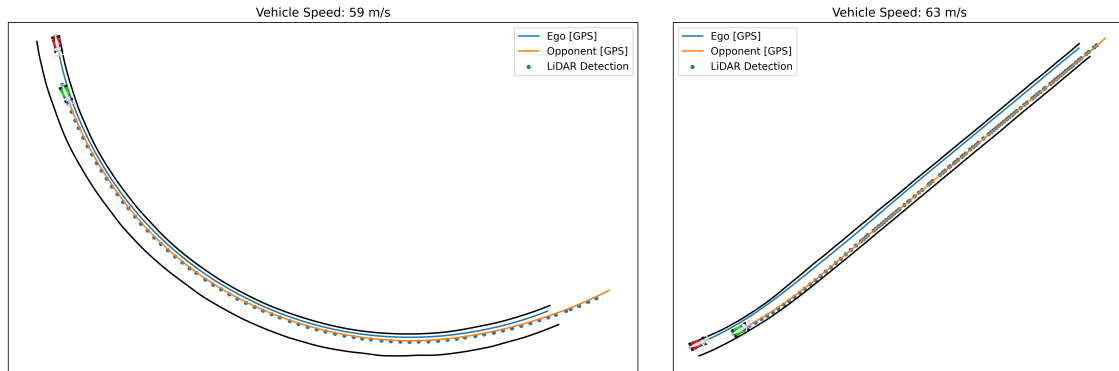 Vehicle Speed: 59 m/s
Ego [GPS]
Opponent [GPS]
LiDAR Detection
Vehicle Speed: 63 m/s
Ego [GPS]
Opponent [GPS]
LiDAR Detection